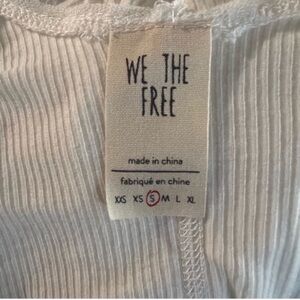 WE THE
FREE
made in china
fabriqué en chine
XXS XS S M L XL